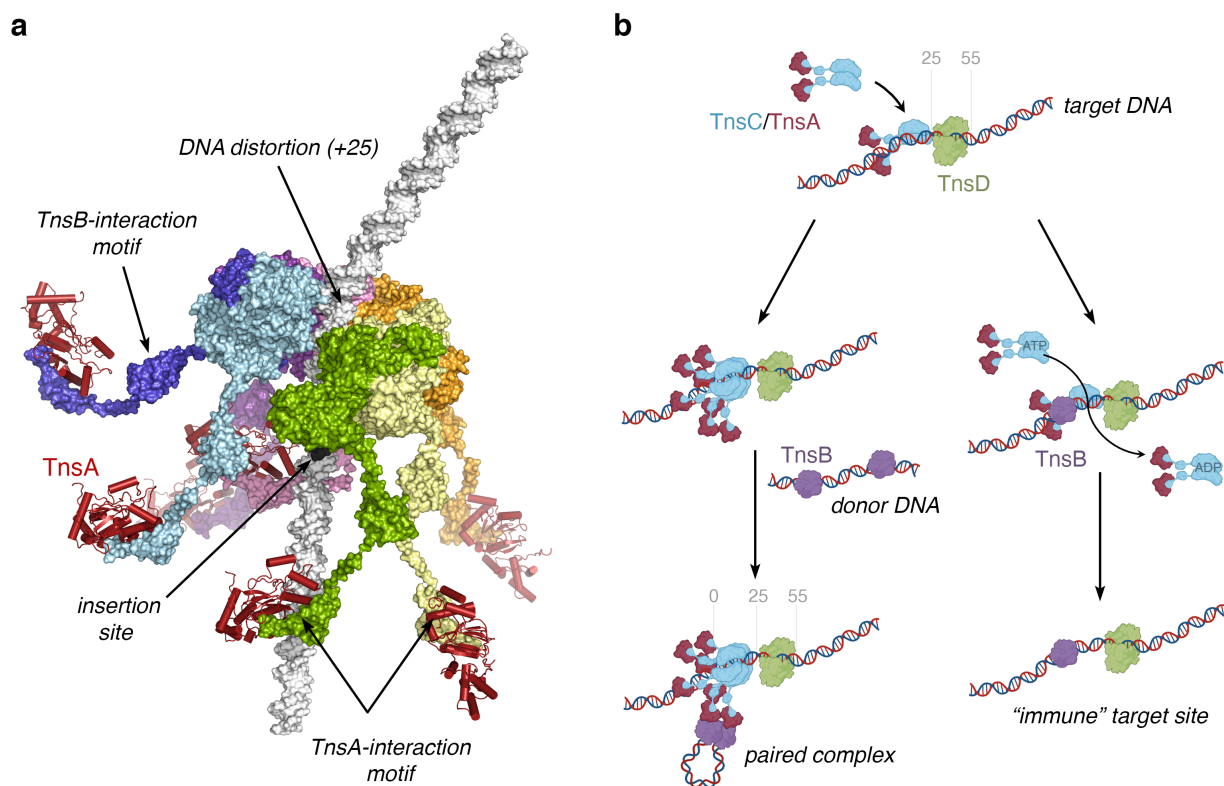 a
DNA distortion (+25)
TnsB-interaction
motif
TnsA
insertion
site
TnsA-interaction
motif
b
25 55
TnsC/TnsA
target DNA
TnsD
ATP
TnsB
donor DNA
TnsB
ADP
0 25 55
paired complex
“immune” target site